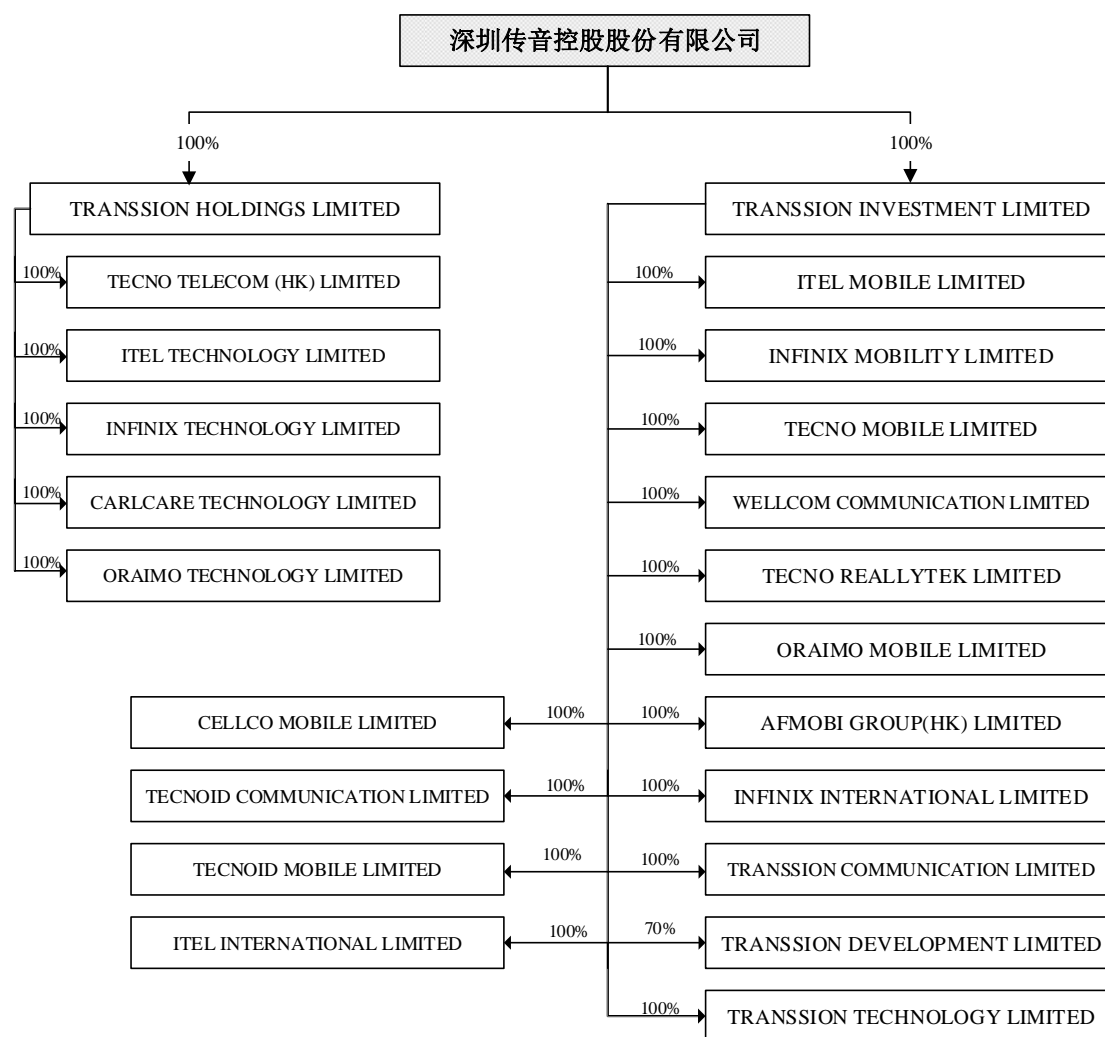 深圳传音控股股份有限公司
100%
100%
TRANSSION HOLDINGS LIMITED
TRANSSION INVESTMENT LIMITED
100%
TECNO TELECOM (HK) LIMITED
100%
ITEL MOBILE LIMITED
100%
ITEL TECHNOLOGY LIMITED
100%
INFINIX MOBILITY LIMITED
100%
INFINIX TECHNOLOGY LIMITED
100%
TECNO MOBILE LIMITED
100%
CARLCARE TECHNOLOGY LIMITED
100%
WELLCOM COMMUNICATION LIMITED
100%
ORAIMO TECHNOLOGY LIMITED
100%
TECNO REALLYTEK LIMITED
100%
ORAIMO MOBILE LIMITED
CELLCO MOBILE LIMITED
100%
100%
AFMOBI GROUP(HK) LIMITED
TECNOID COMMUNICATION LIMITED
100%
100%
INFINIX INTERNATIONAL LIMITED
TECNOID MOBILE LIMITED
100%
100%
TRANSSION COMMUNICATION LIMITED
ITEL INTERNATIONAL LIMITED
100%
70%
TRANSSION DEVELOPMENT LIMITED
100%
TRANSSION TECHNOLOGY LIMITED